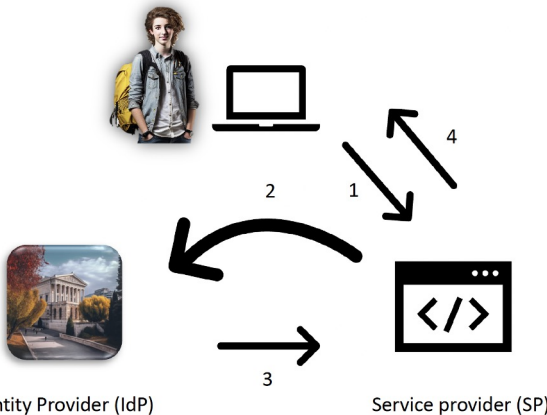 4
2
1
</>
3
ntity Provider (IdP)
Service provider (SP)